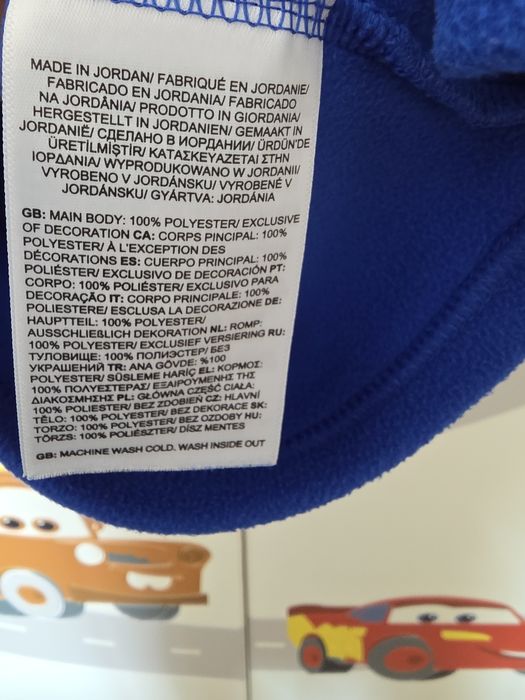 MADE IN JORDAN/ FABRIQUÉ EN JORDANIE/
FABRICADO EN JORDANIA/ FABRICADO
NA JORDÂNIA/ PRODOTTO IN GIORDANIA/
HERGESTELLT IN JORDANIEN/ GEMAAKT IN
JORDANIË/ СДЕЛАНО В ИОРДАНИИ/ ÜRDÜN'DE
ÜRETİLMİŞTİR/ ΚΑΤΑΣΚΕΥΑΖΕΤΑΙ ΣΤΗΝ
ΙΟΡΔΑΝΙΑ/ WYPRODUKOWANO W JORDANII/
VYROBENO V JORDÁNSKU/ VYROBENÉ V
JORDÁNSKU/ GYÁRTVA: JORDÁNIA
GB: MAIN BODY: 100% POLYESTER/ EXCLUSIVE
OF DECORATION CA: CORPS PINCIPAL: 100%
POLYESTER/ À L'EXCEPTION DES
DÉCORATIONS ES: CUERPO PRINCIPAL: 100%
POLIÉSTER/ EXCLUSIVO DE DECORACIÓN PT:
CORPO: 100% POLIÉSTER/ EXCLUSIVO PARA
DECORAÇÃO IT: CORPO PRINCIPALE: 100%
POLIESTERE/ ESCLUSA LA DECORAZIONE DE:
HAUPTTEIL: 100% POLYESTER/
AUSSCHLIEBLICH DEKORATION NL: ROMP:
100% POLYESTER/ EXCLUSIEF VERSIERING RU:
ТУЛОВИЩЕ: 100% ПОЛИЭСТЕР/ БЕЗ
УКРАШЕНИЙ TR: ANA GÖVDE: %100
POLYESTER/ SÜSLEME HARİÇ EL: ΚΟΡΜΟΣ:
100% ΠΟΛΥΕΣΤΕΡΑΣ/ ΕΞΑΙΡΟΥΜΕΝΗΣ ΤΗΣ
ΔΙΑΚΟΣΜΗΣΗΣ PL: GŁÓWNA CZĘŚĆ CIAŁA:
100% POLIESTER/ BEZ ZDOBIEŃ CZ: HLAVNÍ
TĚLO: 100% POLYESTER/ BEZ DEKORACE SK:
TORZO: 100% POLYESTER/ BEZ OZDOBY HU:
TÖRZS: 100% POLIÉSZTER/ DÍSZ MENTES
GB: MACHINE WASH COLD. WASH INSIDE OUT